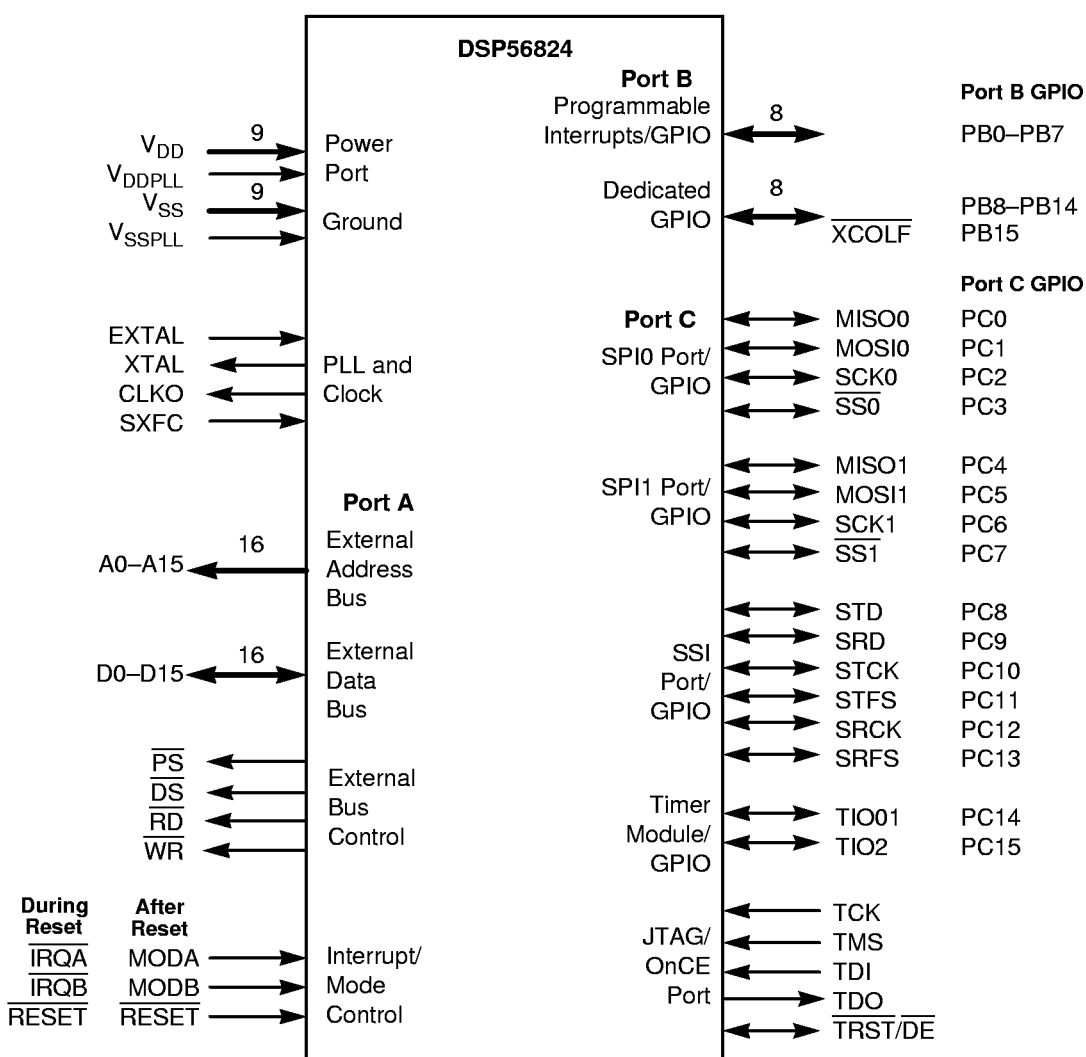 DSP56824
Port B
Programmable
Interrupts/GPIO
8
Port B GPIO
PB0–PB7
Dedicated
GPIO
8
PB8–PB14
XCOLF PB15
VDD
9
Power
VDDPLL
Port
VSS
9
Ground
VSSPLL
EXTAL
XTAL
CLKO
SXFC
PLL and
Clock
Port A
A0–A15
16
External
Address
Bus
D0–D15
16
External
Data
Bus
PS
DS
RD
WR
External
Bus
Control
During
Reset
After
Reset
IRQA MODA
IRQB MODB
RESET RESET
Interrupt/
Mode
Control
Port C GPIO
Port C
SPI0 Port/
GPIO
MISO0 PC0
MOSI0 PC1
SCK0 PC2
SS0 PC3
SPI1 Port/
GPIO
MISO1 PC4
MOSI1 PC5
SCK1 PC6
SS1 PC7
SSI
Port/
GPIO
STD PC8
SRD PC9
STCK PC10
STFS PC11
SRCK PC12
SRFS PC13
Timer
Module/
GPIO
TIO01 PC14
TIO2 PC15
JTAG/
OnCE
Port
TCK
TMS
TDI
TDO
TRST/DE